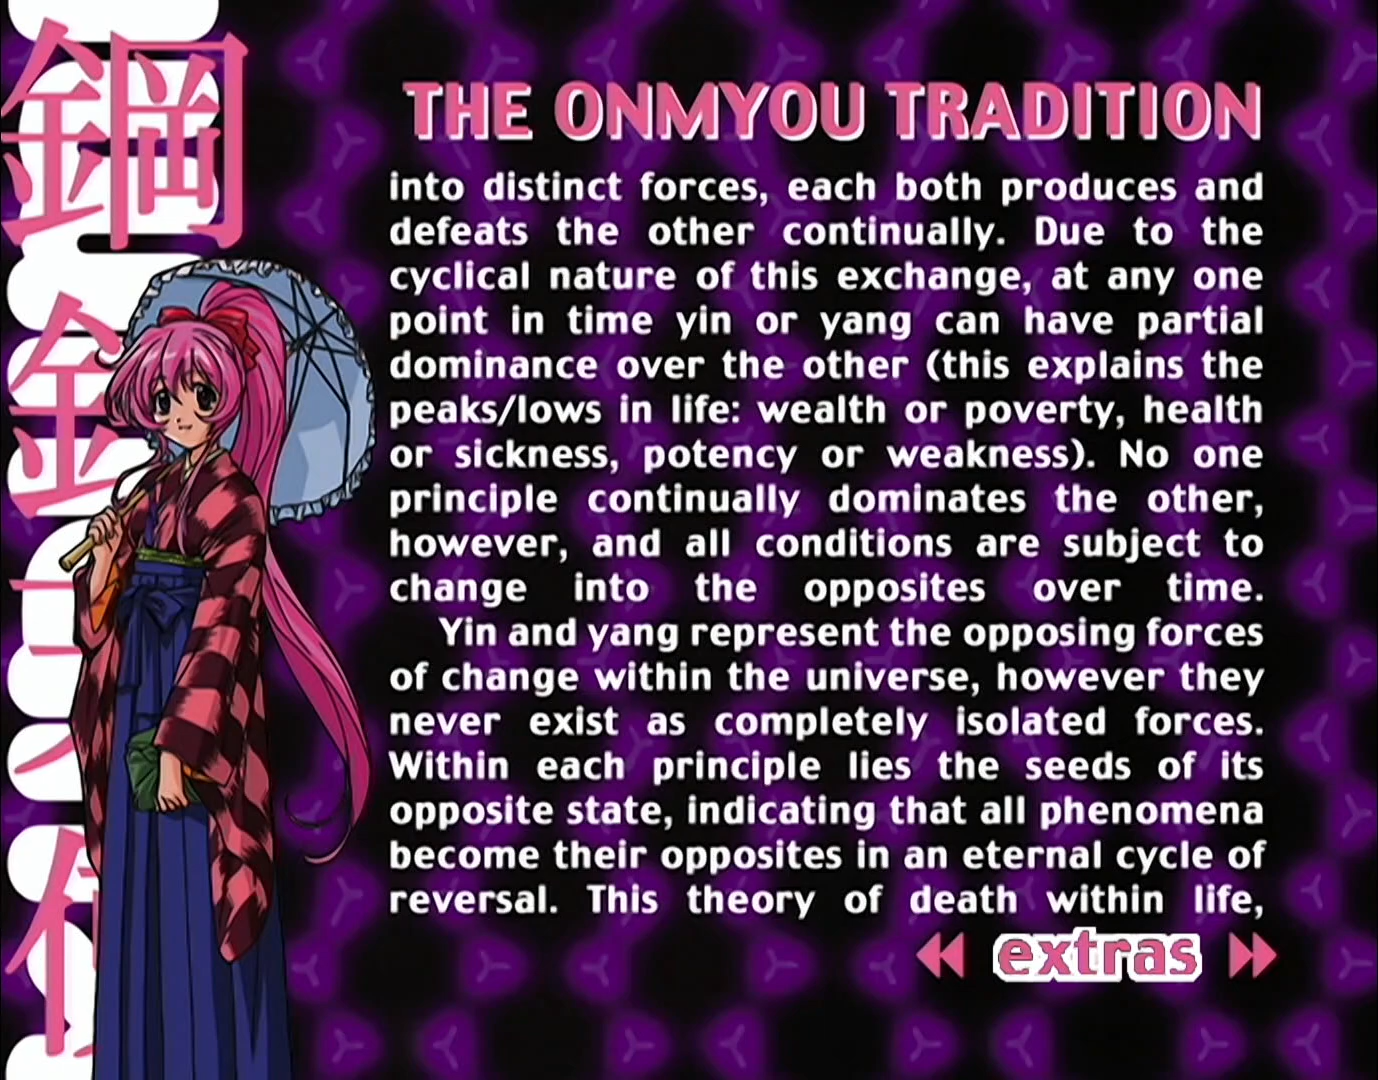 鋼
金
THE ONMYOU TRADITION
into distinct forces, each both produces and
defeats the other continually. Due to the
cyclical nature of this exchange, at any one
point in time yin or yang can have partial
dominance over the other (this explains the
peaks/lows in life: wealth or poverty, health
or sickness, potency or weakness). No one
principle continually dominates the other,
however, and all conditions are subject to
change into the opposites over time.
Yin and yang represent the opposing forces
of change within the universe, however they
never exist as completely isolated forces.
Within each principle lies the seeds of its
opposite state, indicating that all phenomena
become their opposites in an eternal cycle of
reversal. This theory of death within life,
extras